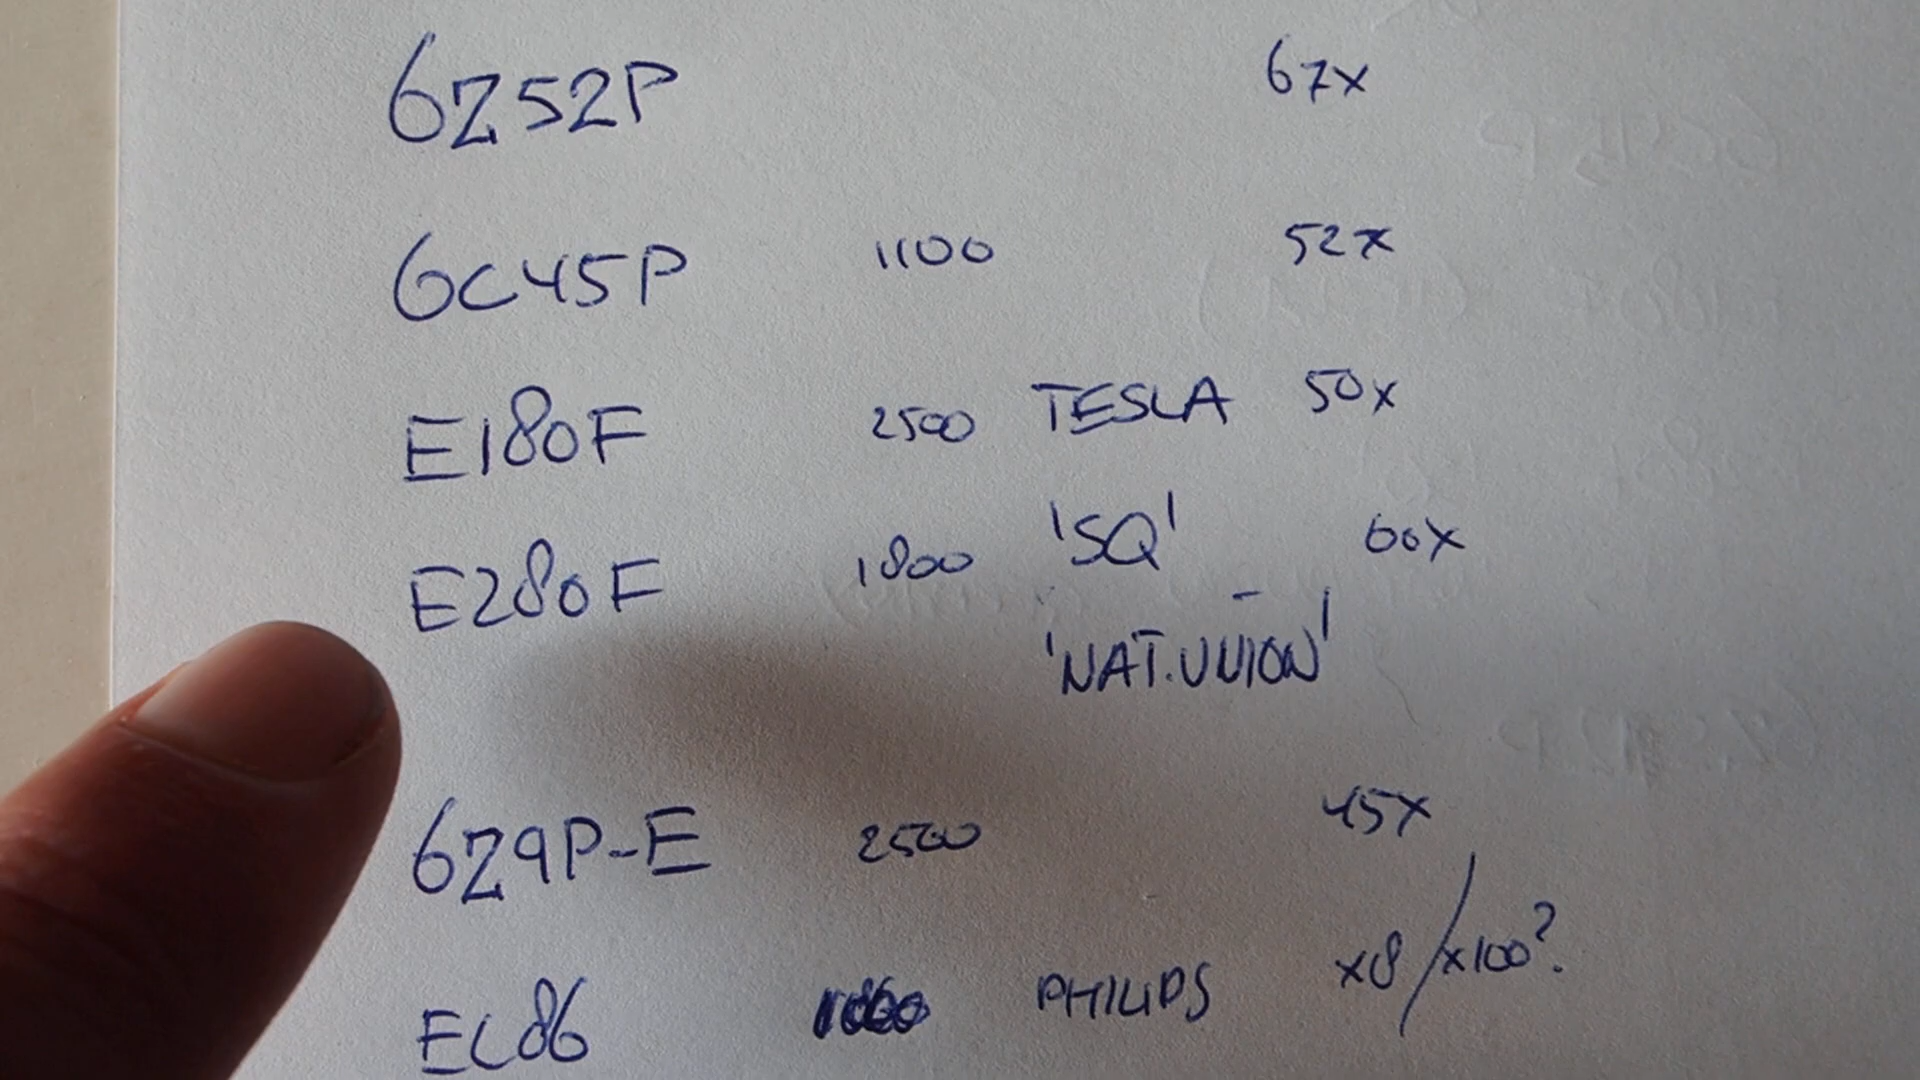 6Z52P 67x
6C45P 1100 52x
E180F 2500 TESLA 50x
E280F 1800 'SQ' 60x
'NAT.UNION'
6Z9P-E 2500 45x
EC86 PHILIPS x8/x100?